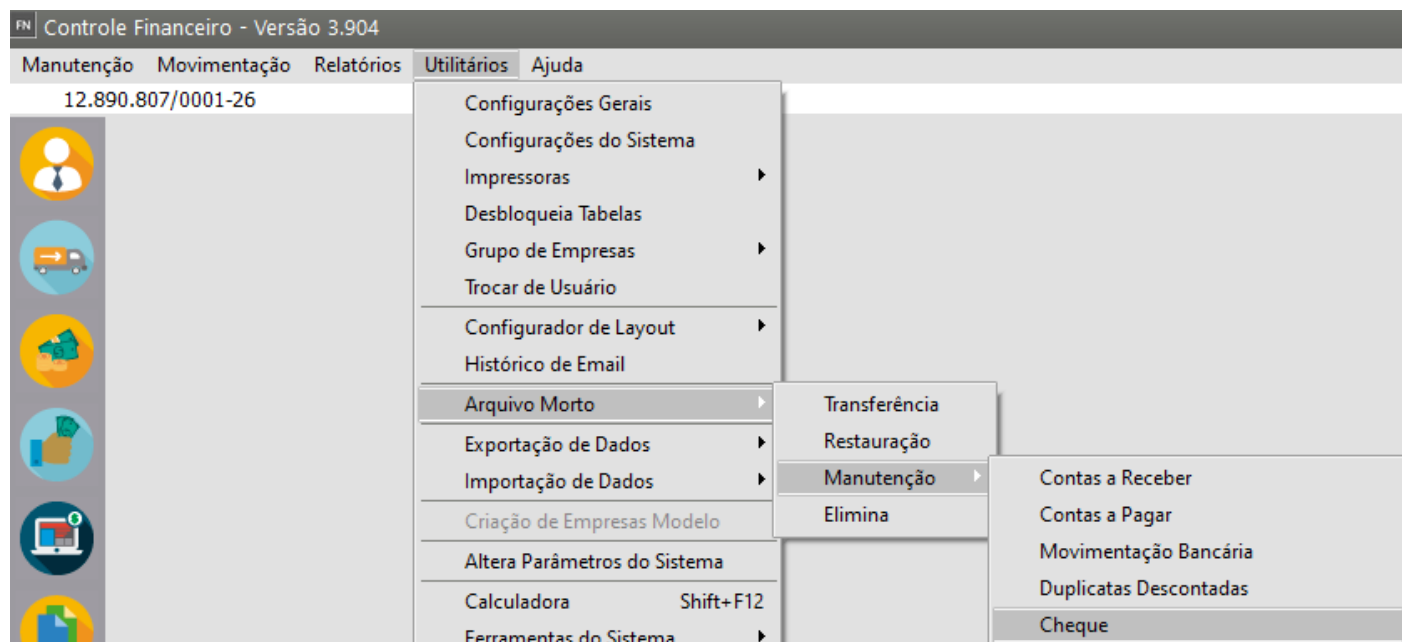 FN Controle Financeiro - Versão 3.904
Manutenção Movimentação Relatórios Utilitários Ajuda
12.890.807/0001-26
Configurações Gerais
Configurações do Sistema
Impressoras
Desbloqueia Tabelas
Grupo de Empresas
Trocar de Usuário
Configurador de Layout
Histórico de Email
Arquivo Morto
Exportação de Dados
Importação de Dados
Criação de Empresas Modelo
Altera Parâmetros do Sistema
Calculadora Shift+F12
Ferramentas do Sistema
Transferência
Restauração
Manutenção
Elimina
Contas a Receber
Contas a Pagar
Movimentação Bancária
Duplicatas Descontadas
Cheque